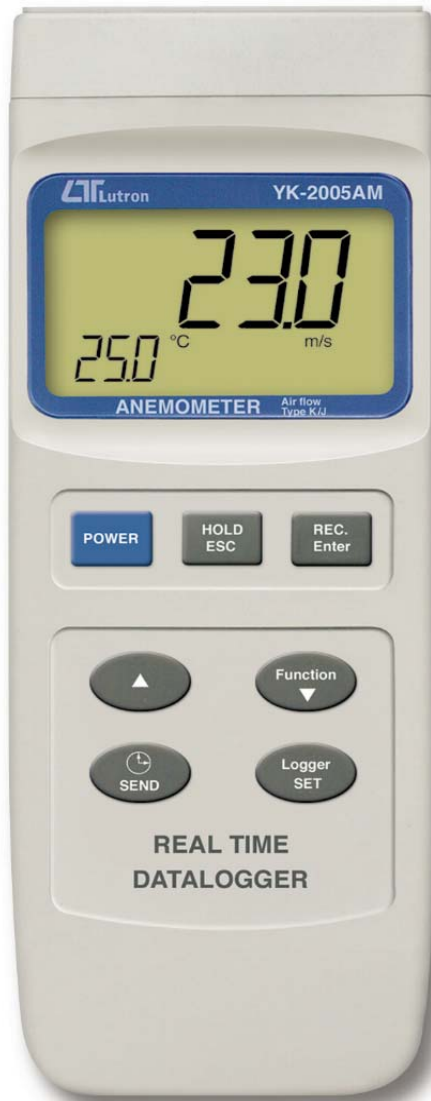 Lutron YK-2005AM
23.0
25.0 °C m/s
ANEMOMETER Air flow
Type K/J
POWER
HOLD
ESC
REC.
Enter
Function
SEND
Logger
SET
REAL TIME
DATALOGGER